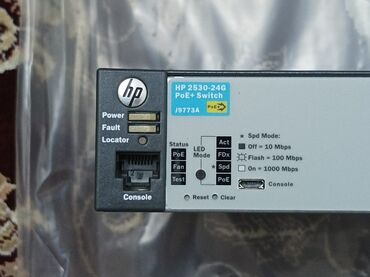 hp
HP 2530-24G
PoE+ Switch
J9773A
PoE+
Power
Fault
Locator
Console
Status
PoE
Fan
Test
LED
Mode
Act
FDx
* Spd
PoE
* Spd Mode:
Off = 10 Mbps
Flash = 100 Mbps
On = 1000 Mbps
Console
Reset
Clear